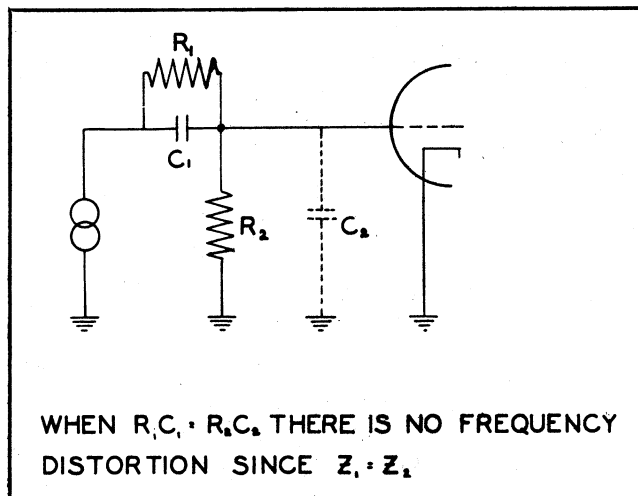 R₁
C₁
R₂
C₂
WHEN R₁C₁ = R₂C₂ THERE IS NO FREQUENCY
DISTORTION SINCE Z₁ = Z₂